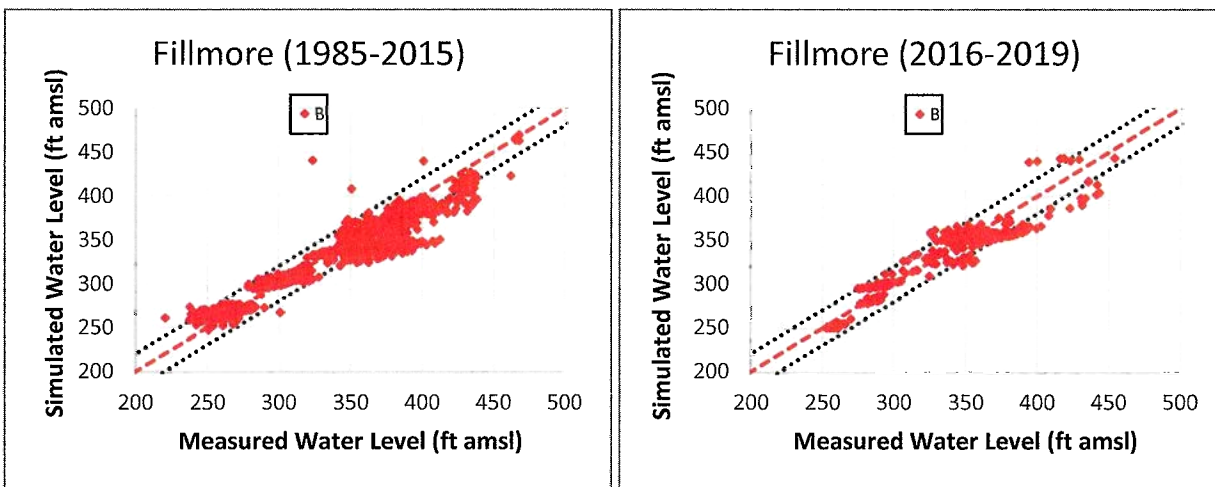 Fillmore (1985-2015)
B
Simulated Water Level (ft amsl)
500
450
400
350
300
250
200
200 250 300 350 400 450 500
Measured Water Level (ft amsl)
Fillmore (2016-2019)
B
Simulated Water Level (ft amsl)
500
450
400
350
300
250
200
200 250 300 350 400 450 500
Measured Water Level (ft amsl)